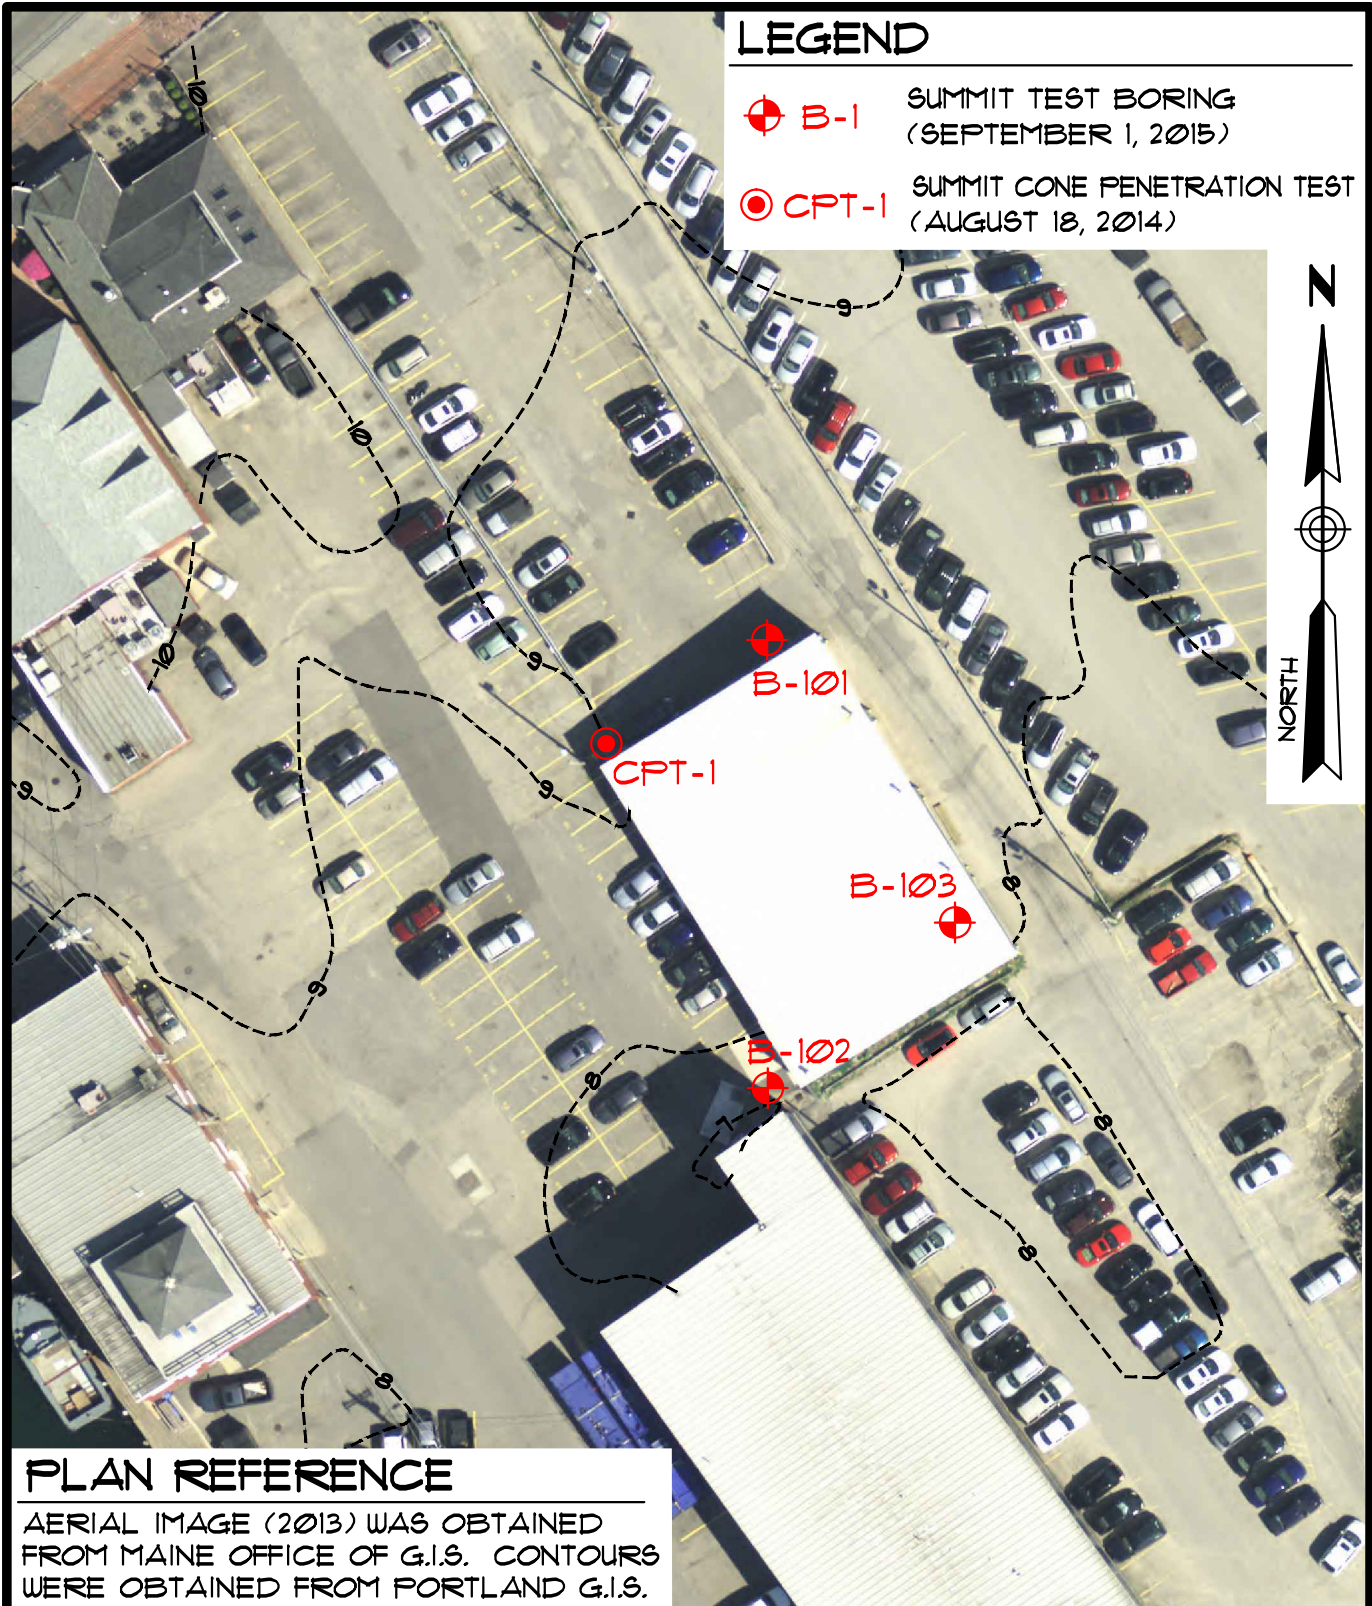 LEGEND
B-1
SUMMIT TEST BORING
(SEPTEMBER 1, 2015)
CPT-1
SUMMIT CONE PENETRATION TEST
(AUGUST 18, 2014)
N
NORTH
10
9
10
10
9
B-101
CPT-1
9
9
B-103
8
9
B-102
8
7
8
8
8
PLAN REFERENCE
AERIAL IMAGE (2013) WAS OBTAINED
FROM MAINE OFFICE OF G.I.S. CONTOURS
WERE OBTAINED FROM PORTLAND G.I.S.